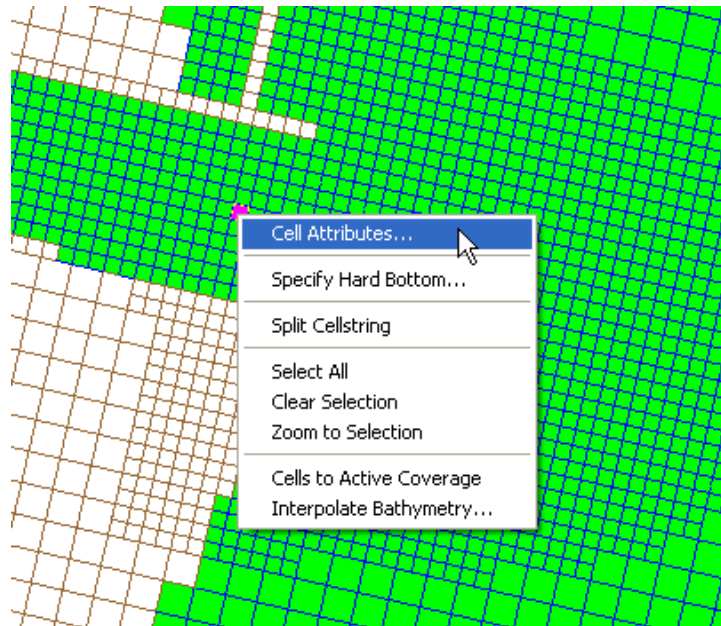 Cell Attributes...
Specify Hard Bottom...
Split Cellstring
Select All
Clear Selection
Zoom to Selection
Cells to Active Coverage
Interpolate Bathymetry...